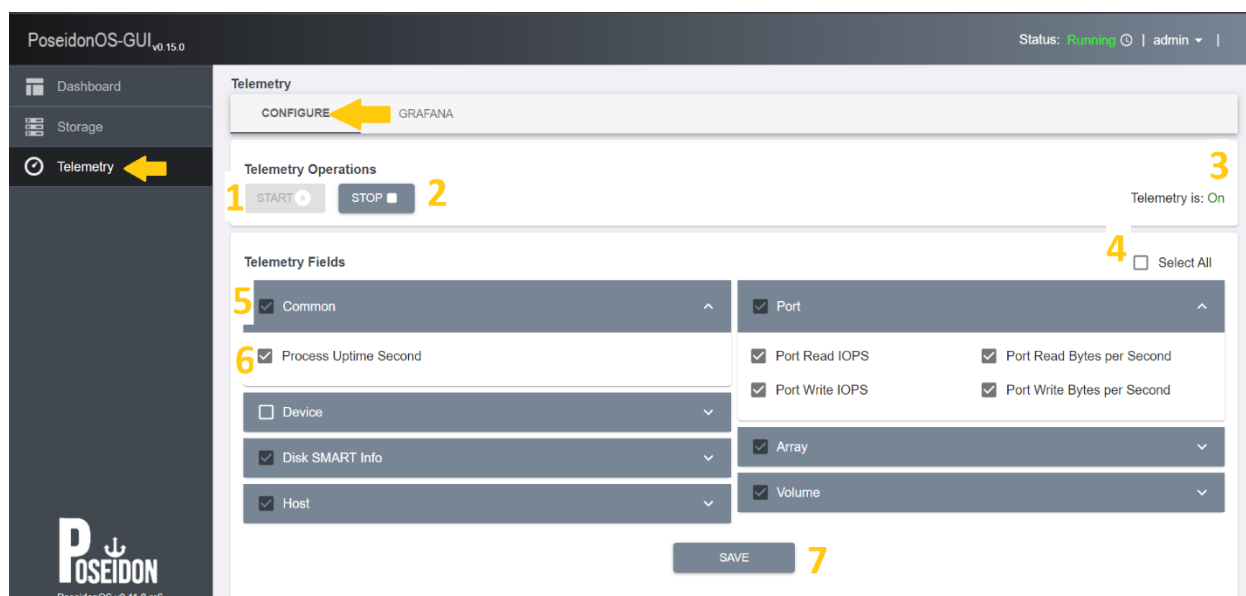 PoseidonOS-GUI v0.15.0
Status: Running | admin |
Dashboard
Storage
Telemetry
Telemetry
CONFIGURE GRAFANA
Telemetry Operations
3
1 START STOP 2
Telemetry is: On
Telemetry Fields
4 Select All
5 Common
6 Process Uptime Second
Device
Disk SMART Info
Host
Port
Port Read IOPS Port Read Bytes per Second
Port Write IOPS Port Write Bytes per Second
Array
Volume
SAVE 7
POSEIDON